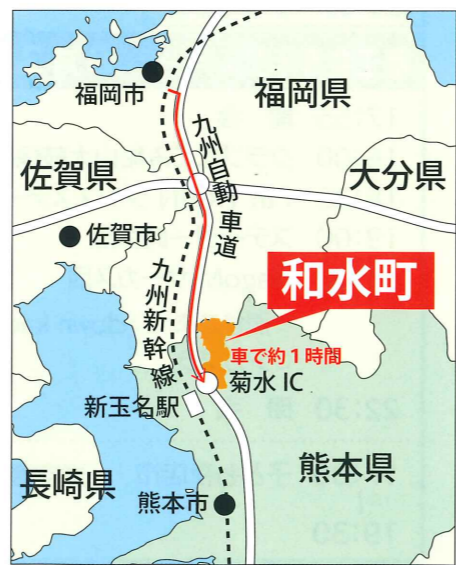 福岡市
福岡県
九州自動車道
佐賀県
大分県
佐賀市
和水町
九州新幹線
車で約1時間
菊水IC
新玉名駅
長崎県
熊本県
熊本市